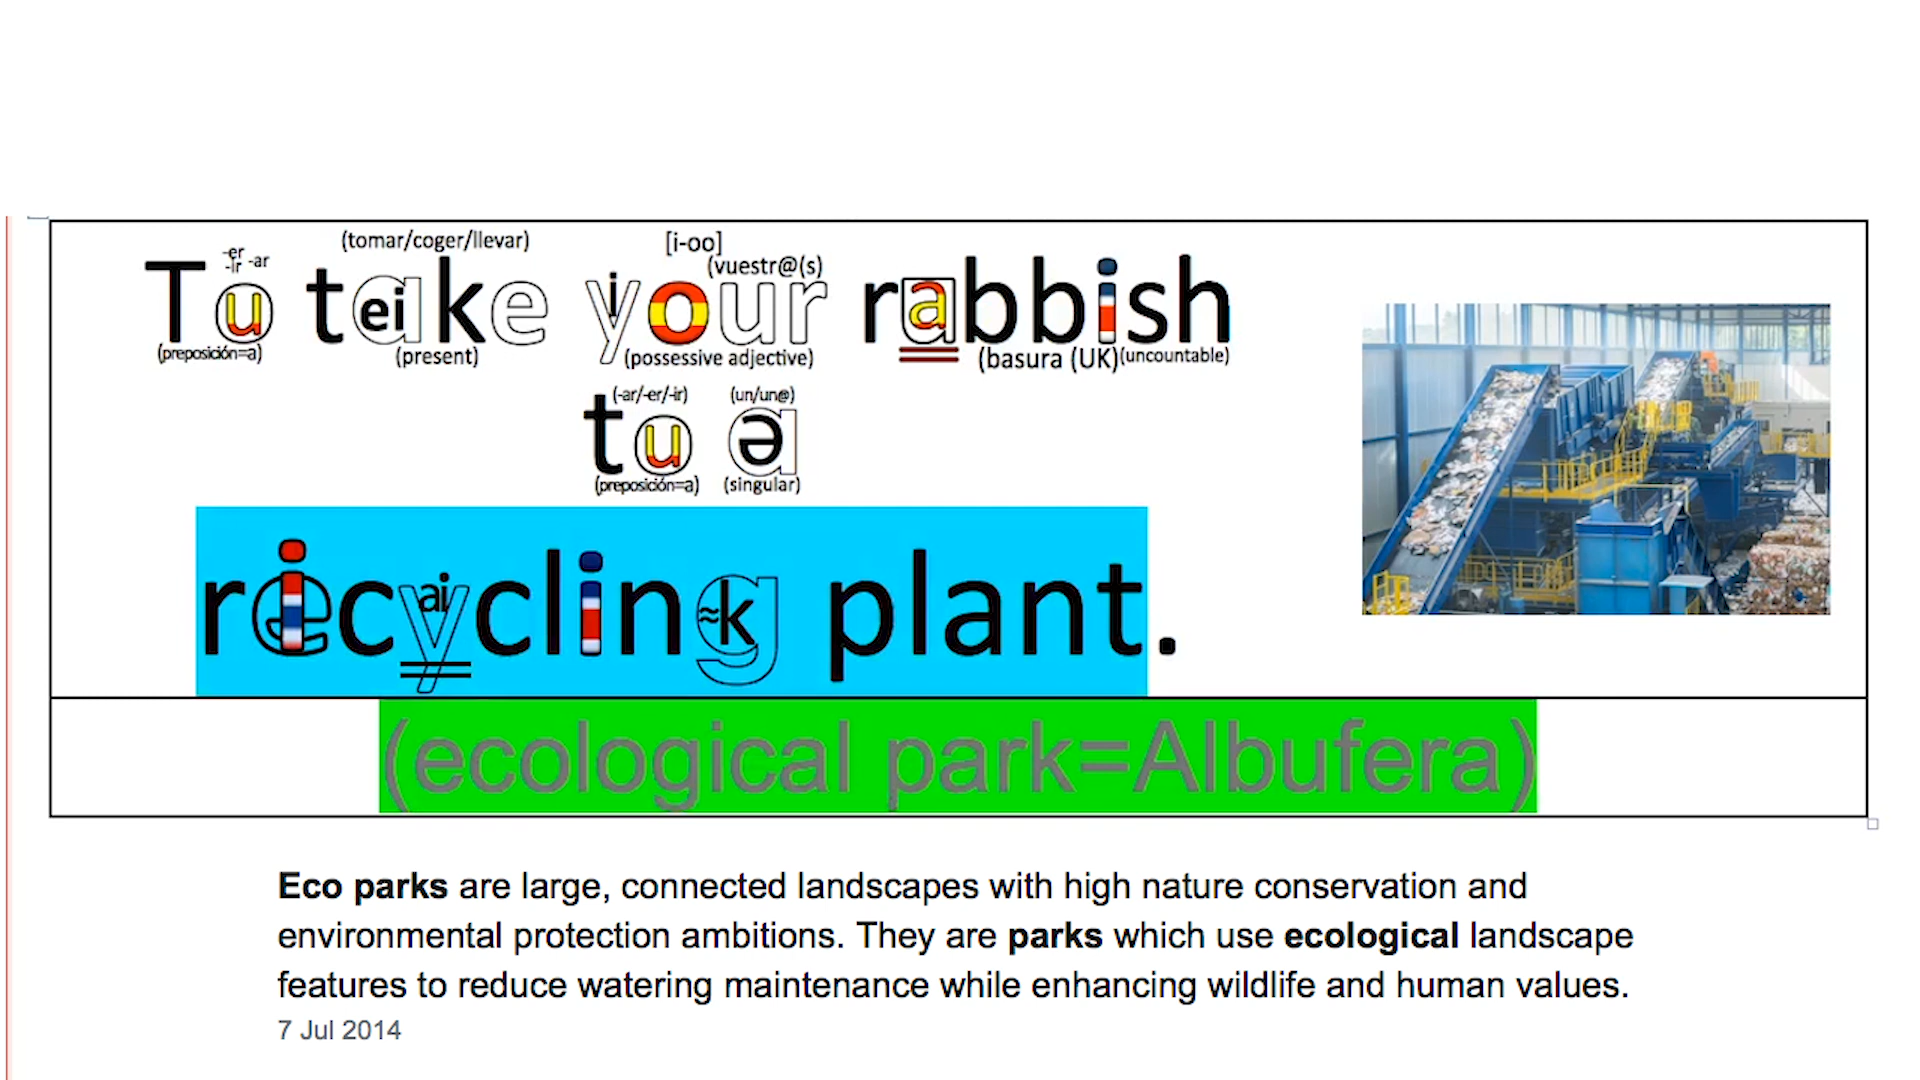 -er
-ir -ar
(tomar/coger/llevar)
[i-oo]
(vuestr@(s)
Tu take your rabbish
(preposición=a) (present) (possessive adjective) (basura (UK)(uncountable)
(-ar/-er/-ir) (un/un@)
tu a
(preposición=a) (singular)
recycling plant.
(ecological park=Albufera)
Eco parks are large, connected landscapes with high nature conservation and
environmental protection ambitions. They are parks which use ecological landscape
features to reduce watering maintenance while enhancing wildlife and human values.
7 Jul 2014